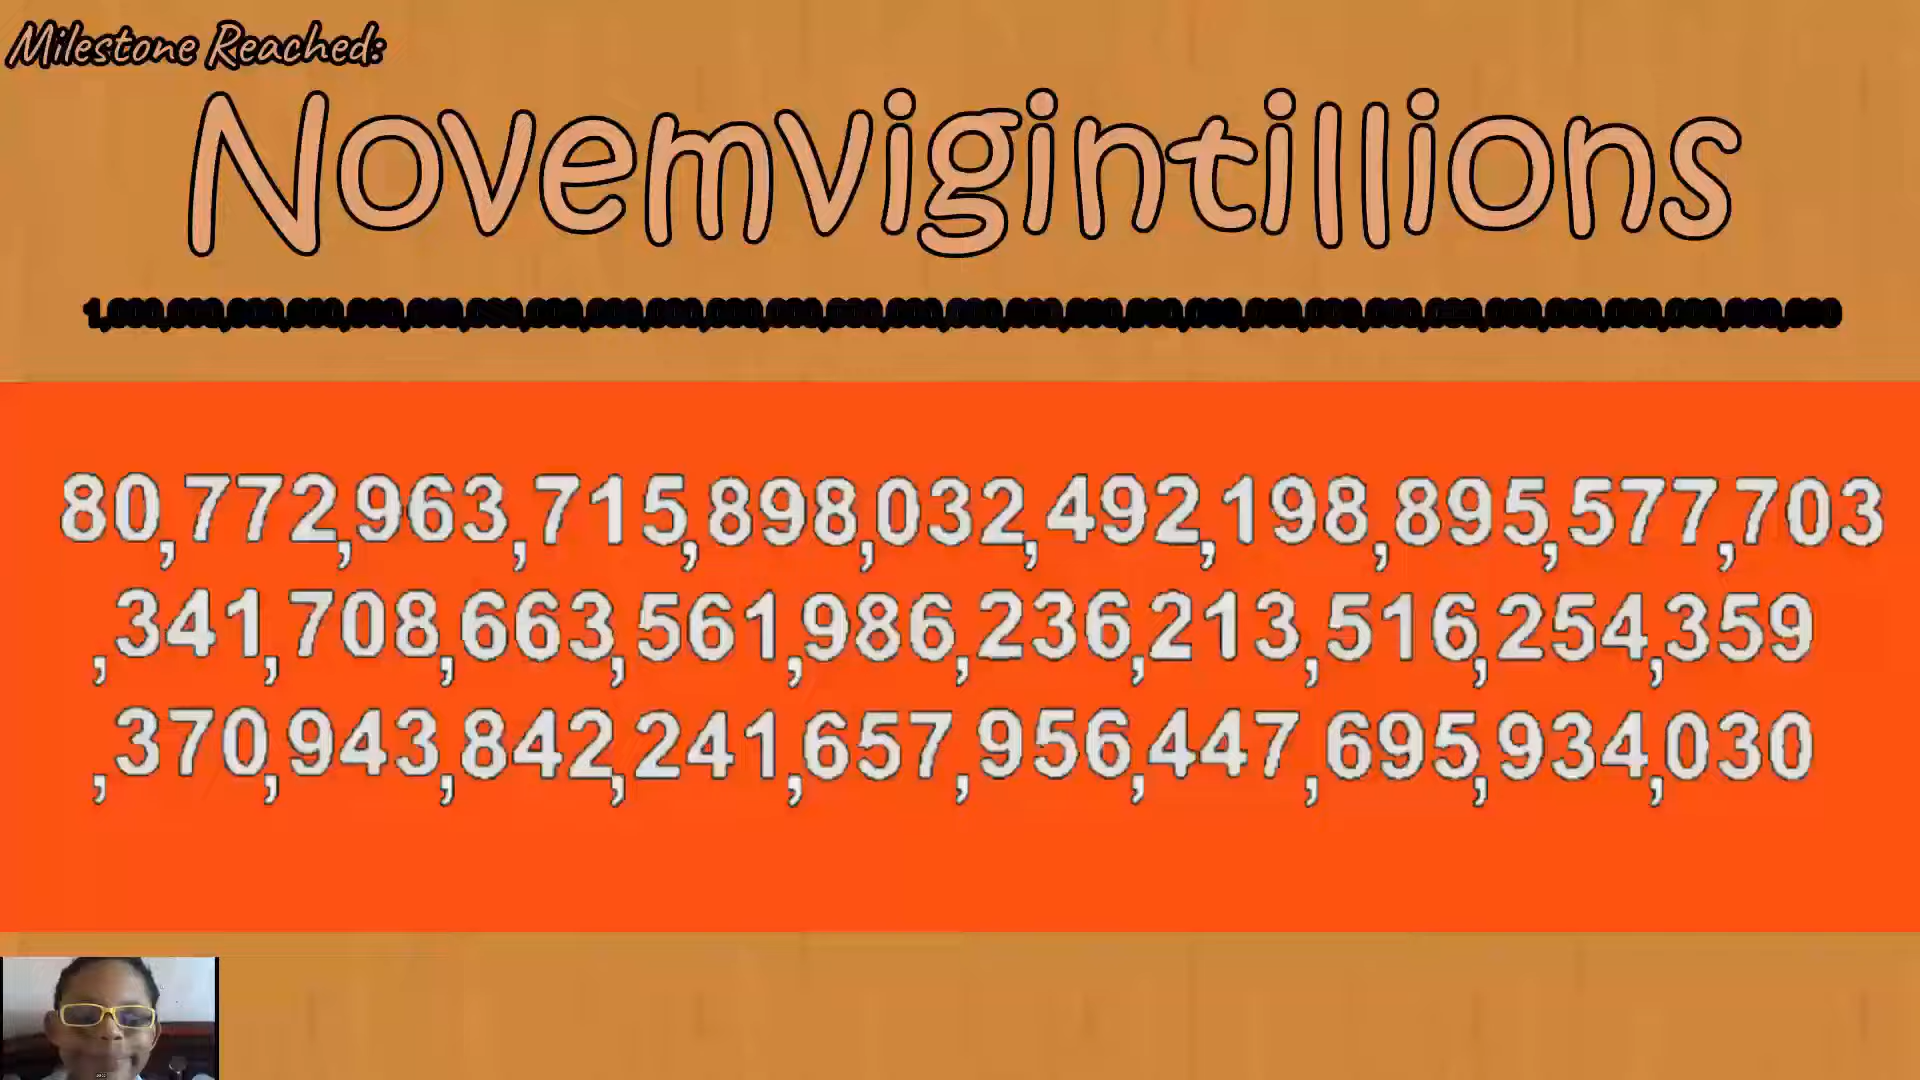 Milestone Reached:
Novemvigintillions
80,772,963,715,898,032,492,198,895,577,703
,341,708,663,561,986,236,213,516,254,359
,370,943,842,241,657,956,447,695,934,030